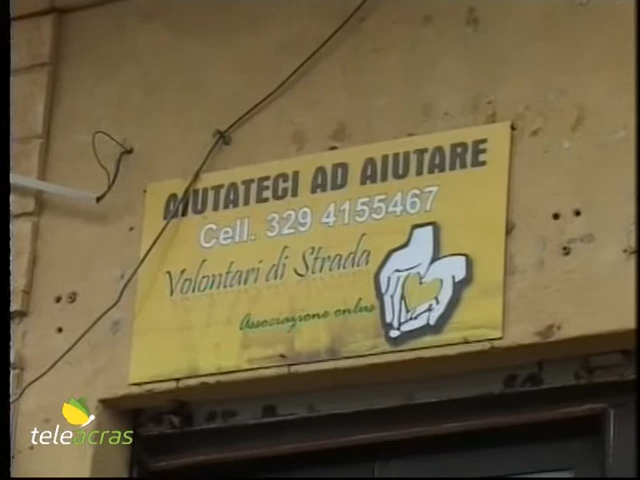 AIUTATECI AD AIUTARE
Cell. 329 4155467
Volontari di Strada
Associazione onlus
teleacras